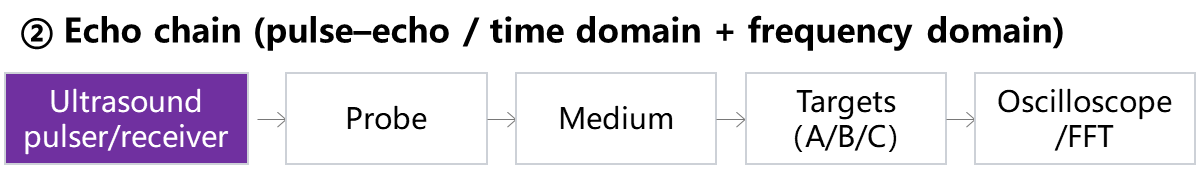 ② Echo chain (pulse–echo / time domain + frequency domain)
Ultrasound
pulser/receiver
Probe
Medium
Targets
(A/B/C)
Oscilloscope
/FFT